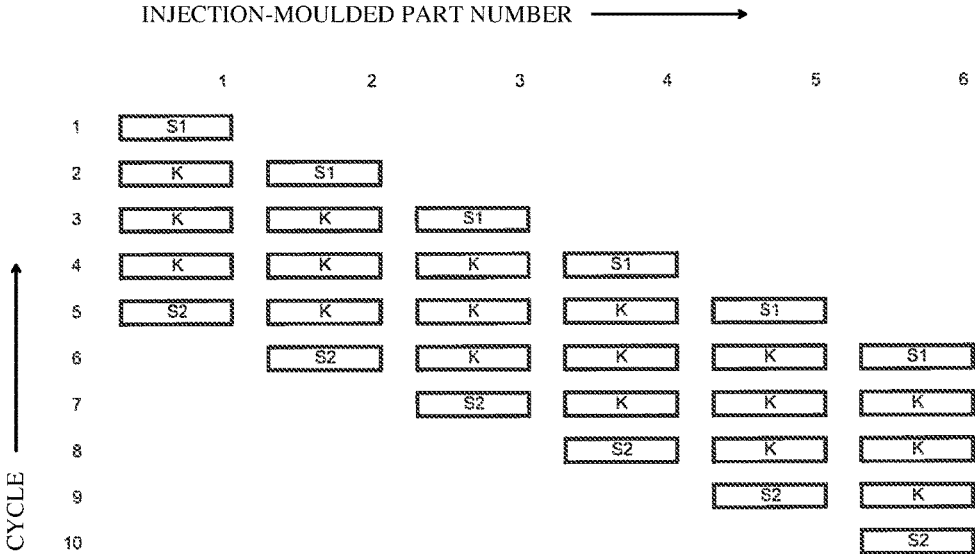 INJECTION-MOULDED PART NUMBER
1 2 3 4 5 6
1 S1
2 K S1
3 K K S1
4 K K K S1
5 S2 K K K S1
6 S2 K K K S1
7 S2 K K K
8 S2 K K
9 S2 K
10 S2
CYCLE